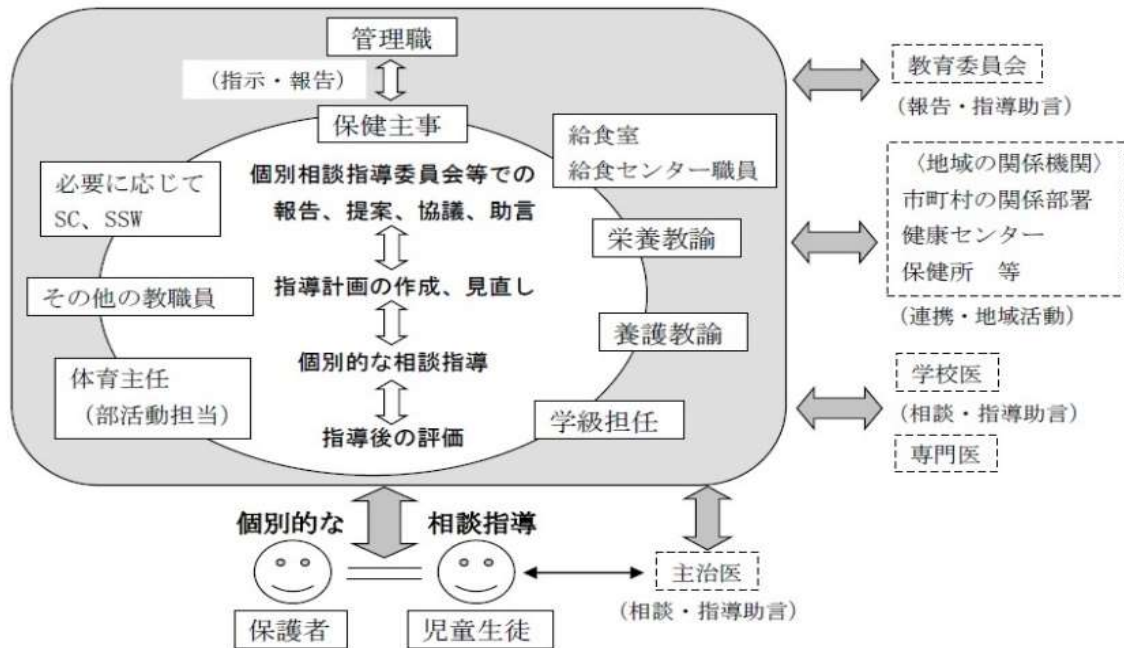 管理職
（指示・報告）
保健主事
個別相談指導委員会等での
報告、提案、協議、助言
指導計画の作成、見直し
個別的な相談指導
指導後の評価
必要に応じて
SC、SSW
その他の教職員
体育主任
（部活動担当）
給食室
給食センター職員
栄養教諭
養護教諭
学級担任
教育委員会
（報告・指導助言）
〈地域の関係機関〉
市町村の関係部署
健康センター
保健所　等
（連携・地域活動）
学校医
（相談・指導助言）
専門医
個別的な　相談指導
保護者
児童生徒
主治医
（相談・指導助言）